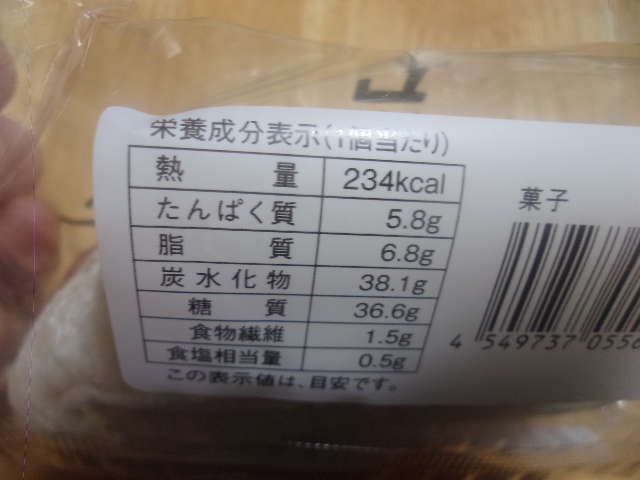 栄養成分表示(1個当たり)
熱量 234kcal
たんぱく質 5.8g
脂質 6.8g
炭水化物 38.1g
糖質 36.6g
食物繊維 1.5g
食塩相当量 0.5g
この表示値は、目安です。
菓子
4 549737 0556